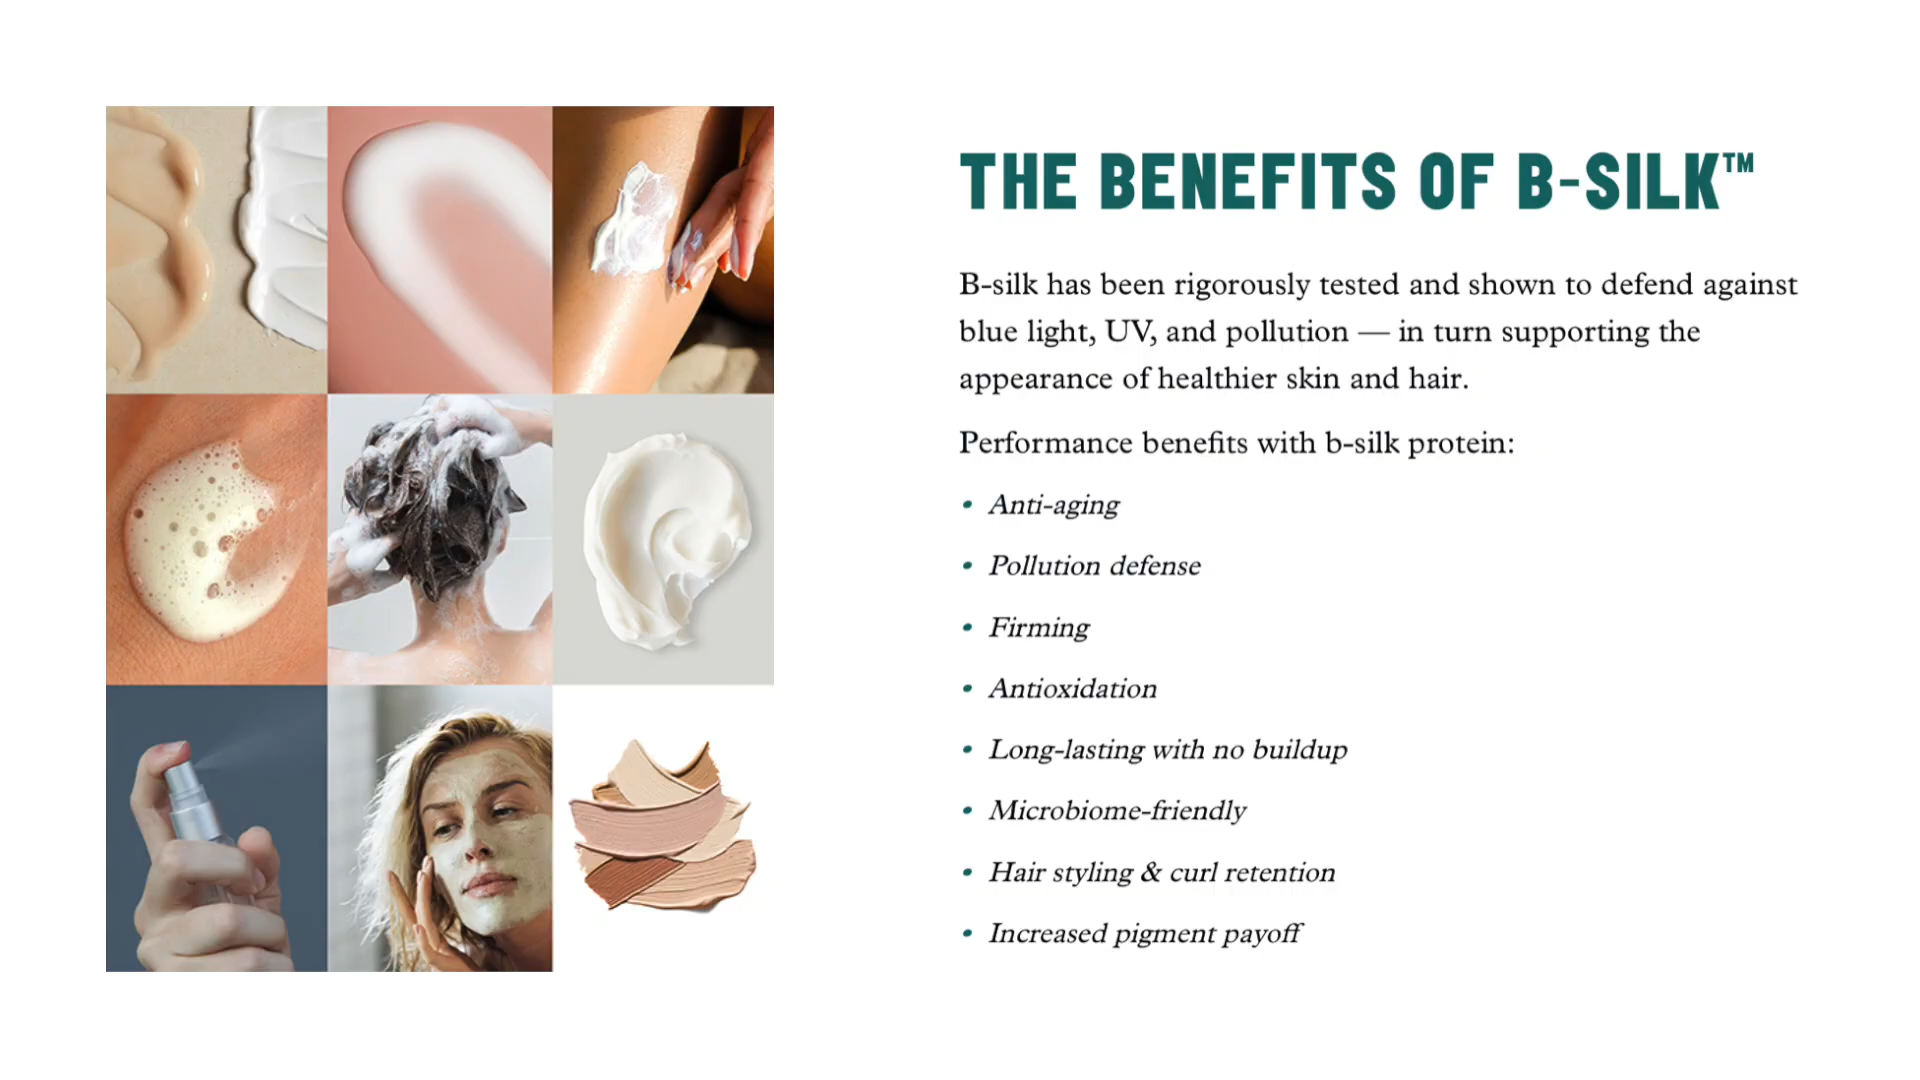 THE BENEFITS OF B-SILK™
B-silk has been rigorously tested and shown to defend against
blue light, UV, and pollution — in turn supporting the
appearance of healthier skin and hair.
Performance benefits with b-silk protein:
• Anti-aging
• Pollution defense
• Firming
• Antioxidation
• Long-lasting with no buildup
• Microbiome-friendly
• Hair styling & curl retention
• Increased pigment payoff